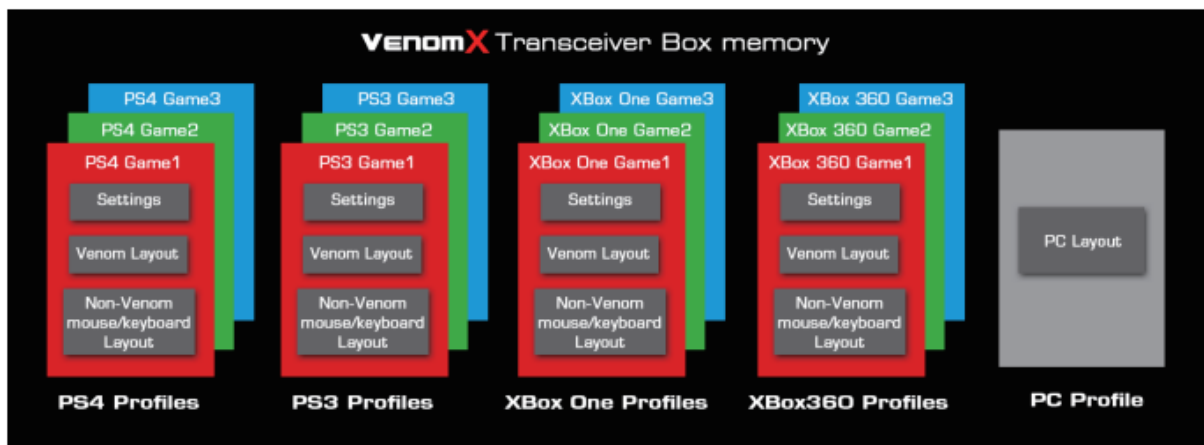 VenomX Transceiver Box memory
PS4 Game3
PS4 Game2
PS4 Game1
Settings
Venom Layout
Non-Venom
mouse/keyboard
Layout
PS4 Profiles
PS3 Game3
PS3 Game2
PS3 Game1
Settings
Venom Layout
Non-Venom
mouse/keyboard
Layout
PS3 Profiles
XBox One Game3
XBox One Game2
XBox One Game1
Settings
Venom Layout
Non-Venom
mouse/keyboard
Layout
XBox One Profiles
XBox 360 Game3
XBox 360 Game2
XBox 360 Game1
Settings
Venom Layout
Non-Venom
mouse/keyboard
Layout
XBox360 Profiles
PC Layout
PC Profile